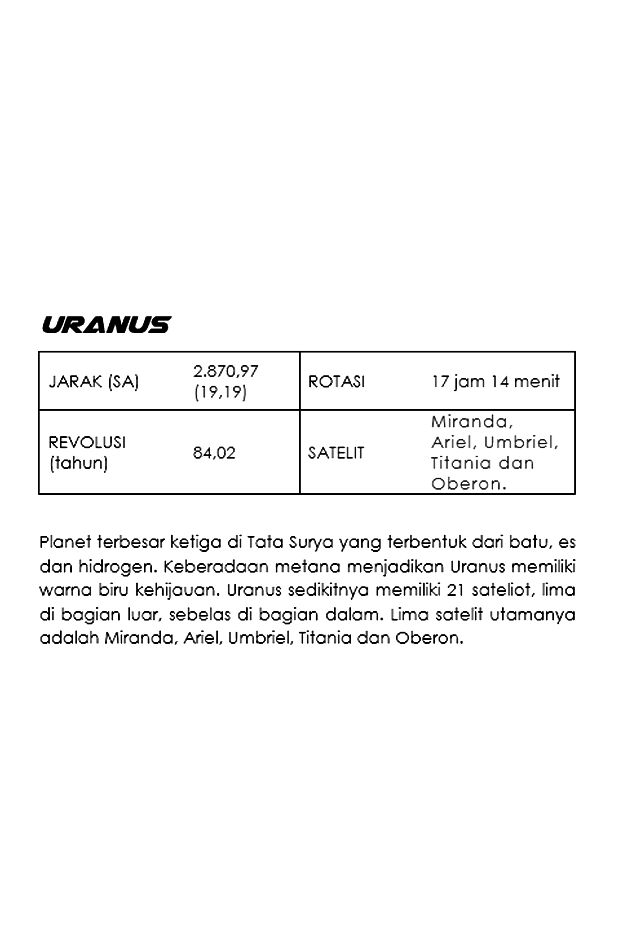 URANUS
JARAK (SA)
2.870,97
(19,19)
ROTASI
17 jam 14 menit
REVOLUSI
(tahun)
84,02
SATELIT
Miranda,
Ariel, Umbriel,
Titania dan
Oberon.
Planet terbesar ketiga di Tata Surya yang terbentuk dari batu, es
dan hidrogen. Keberadaan metana menjadikan Uranus memiliki
warna biru kehijauan. Uranus sedikitnya memiliki 21 sateliot, lima
di bagian luar, sebelas di bagian dalam. Lima satelit utamanya
adalah Miranda, Ariel, Umbriel, Titania dan Oberon.